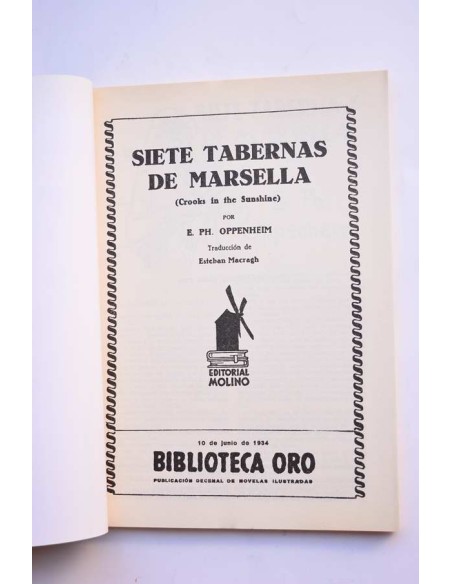 SIETE TABERNAS
DE MARSELLA
(Crooks in the Sunshine)
POR
E. PH. OPPENHEIM
Traducción de
Esteban Macragh
EDITORIAL
MOLINO
10 de junio de 1934
BIBLIOTECA ORO
PUBLICACIÓN DECENAL DE NOVELAS ILUSTRADAS